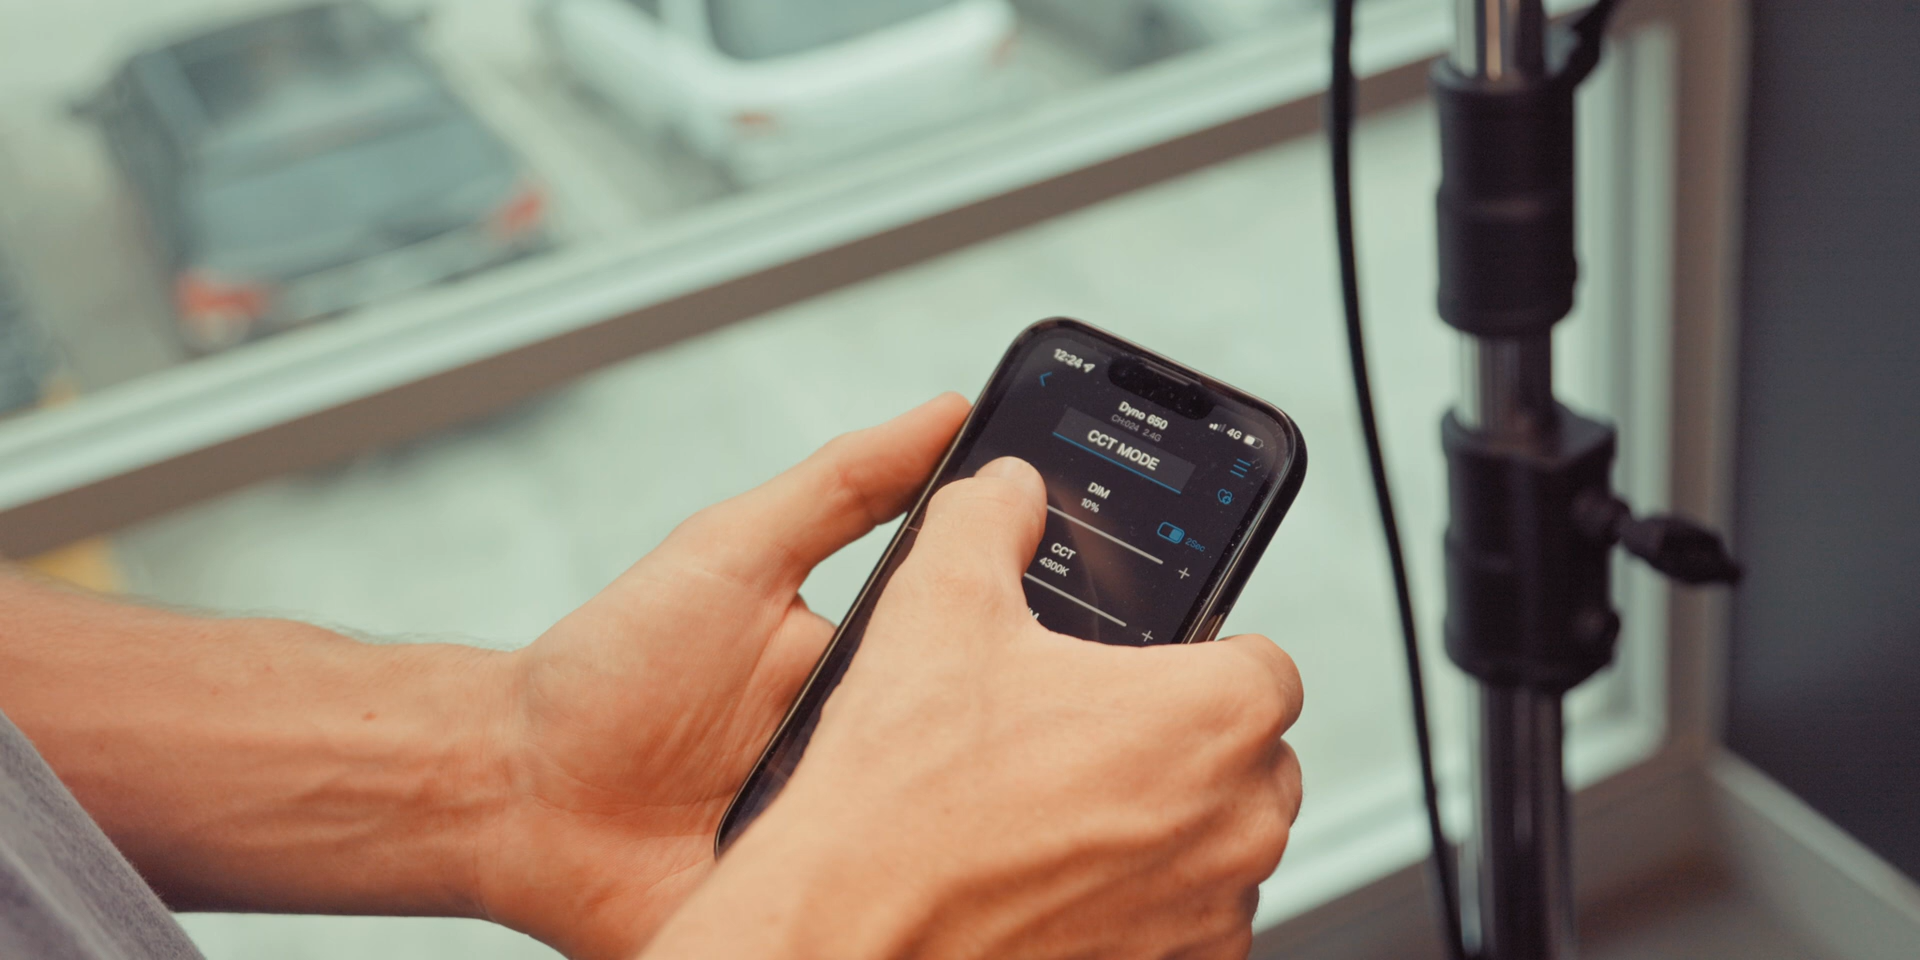 12:24
4G
Dyno 650
CH:024 2.4G
CCT MODE
DIM
10%
2Sec
CCT
4300K